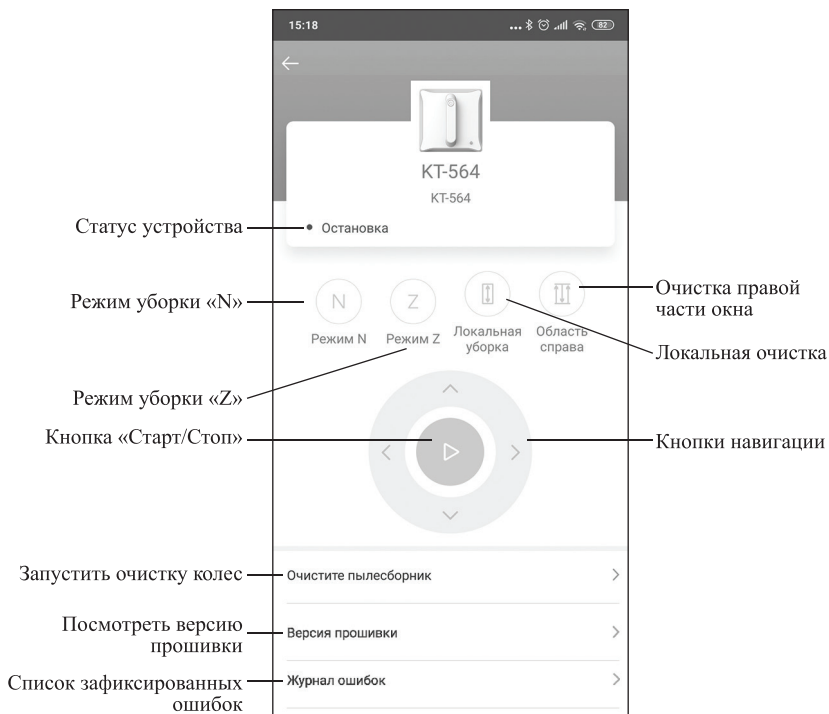 15:18
82
KT-564
KT-564
Статус устройства
Остановка
Режим уборки «N»
N
Z
Очистка правой
части окна
Режим N
Режим Z
Локальная
уборка
Область
справа
Локальная очистка
Режим уборки «Z»
Кнопка «Старт/Стоп»
Кнопки навигации
Запустить очистку колес
Очистите пылесборник
Посмотреть версию
прошивки
Версия прошивки
Список зафиксированных
ошибок
Журнал ошибок